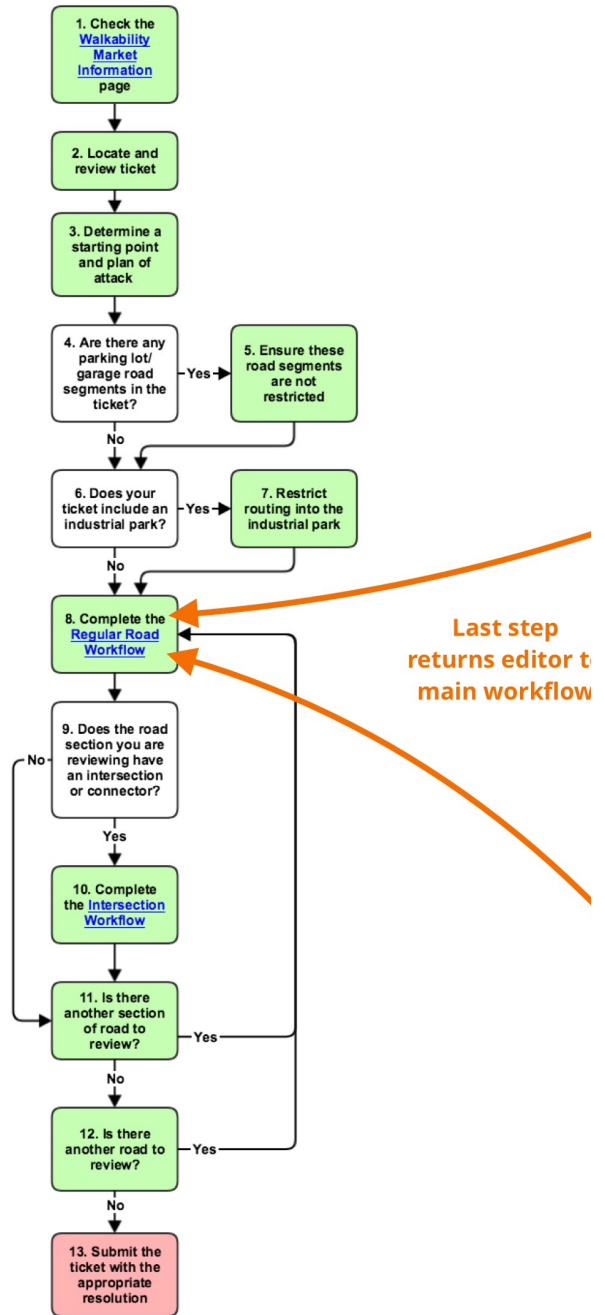 1. Check the
Walkability
Market
Information
page
2. Locate and
review ticket
3. Determine a
starting point
and plan of
attack
4. Are there any
parking lot/
garage road
segments in the
ticket?
Yes
5. Ensure these
road segments
are not
restricted
No
6. Does your
ticket include an
industrial park?
Yes
7. Restrict
routing into the
industrial park
No
8. Complete the
Regular Road
Workflow
Last step
returns editor to
main workflow
9. Does the road
section you are
reviewing have
an intersection
or connector?
No
Yes
10. Complete
the Intersection
Workflow
11. Is there
another section
of road to
review?
Yes
No
12. Is there
another road to
review?
Yes
No
13. Submit the
ticket with the
appropriate
resolution